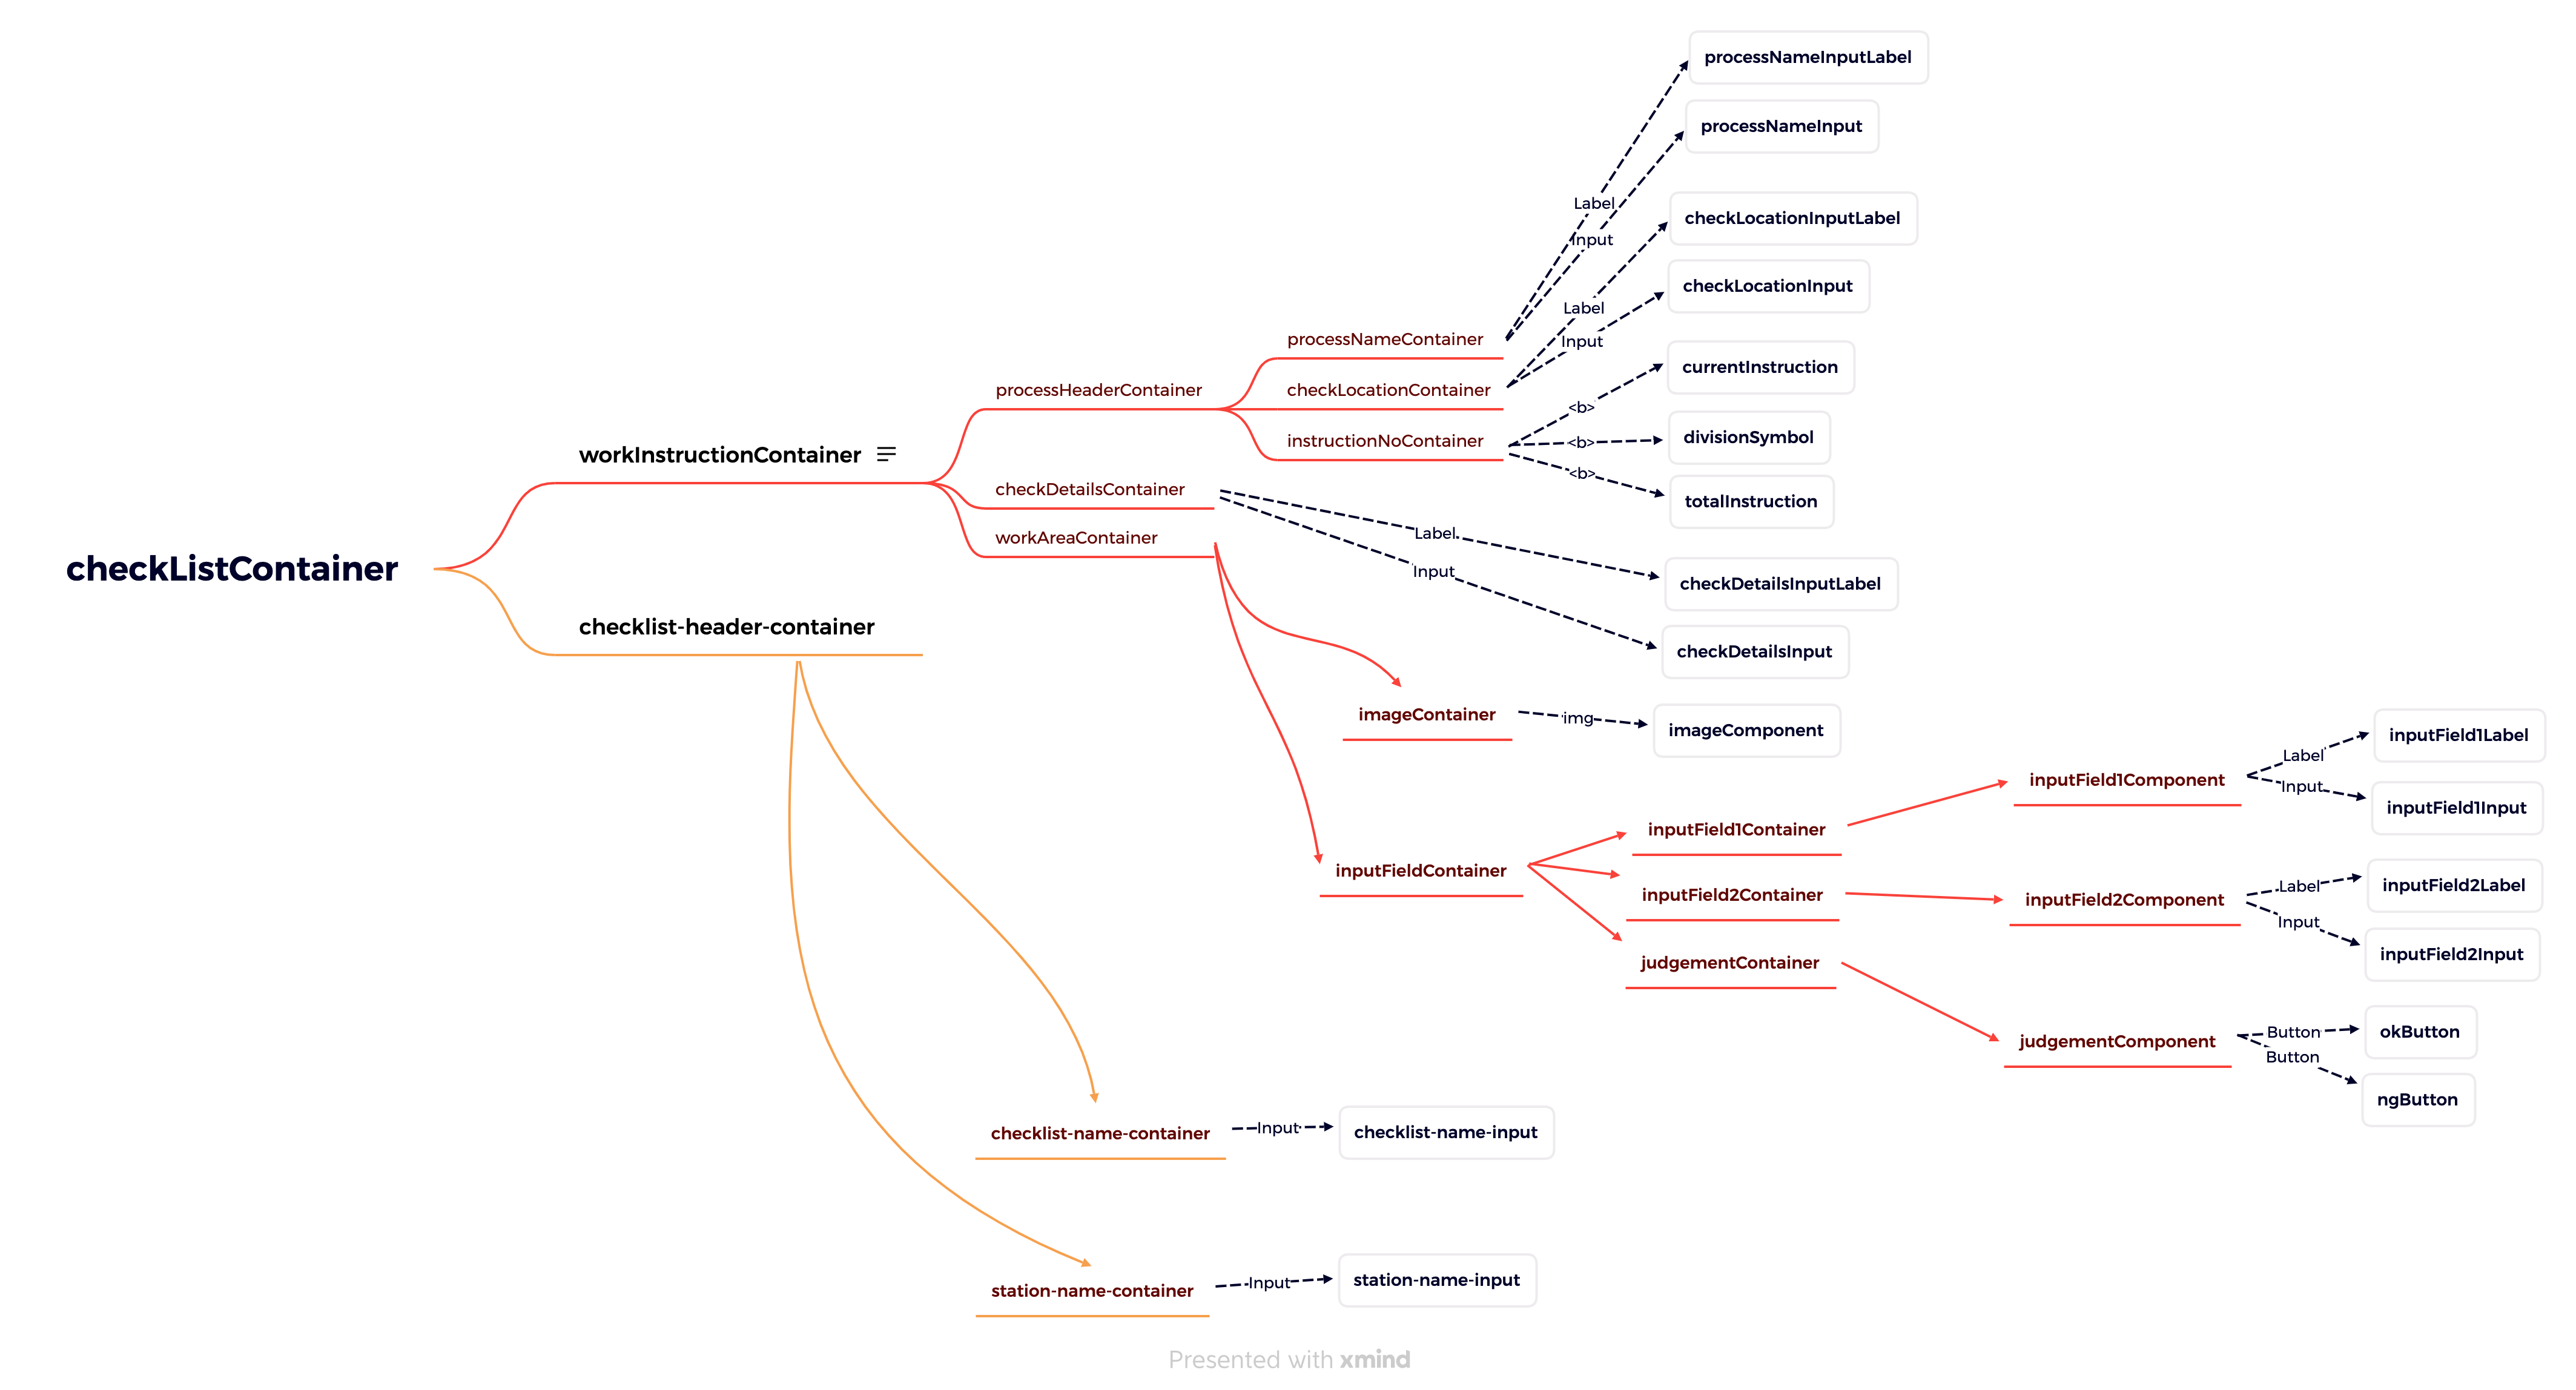 processNameInputLabel
processNameInput
Label
checkLocationInputLabel
Input
checkLocationInput
Label
processNameContainer
Input
currentInstruction
processHeaderContainer
checkLocationContainer
<b>
divisionSymbol
instructionNoContainer
<b>
workInstructionContainer
<b>
checkDetailsContainer
totalInstruction
Label
workAreaContainer
checkListContainer
Input
checkDetailsInputLabel
checklist-header-container
checkDetailsInput
imageContainer
img
imageComponent
inputField1Label
Label
inputField1Component
Input
inputField1Input
inputField1Container
inputFieldContainer
inputField2Container
inputField2Component
Label
inputField2Label
Input
inputField2Input
judgementContainer
judgementComponent
Button
okButton
Button
ngButton
checklist-name-container
Input
checklist-name-input
station-name-container
Input
station-name-input
Presented with xmind